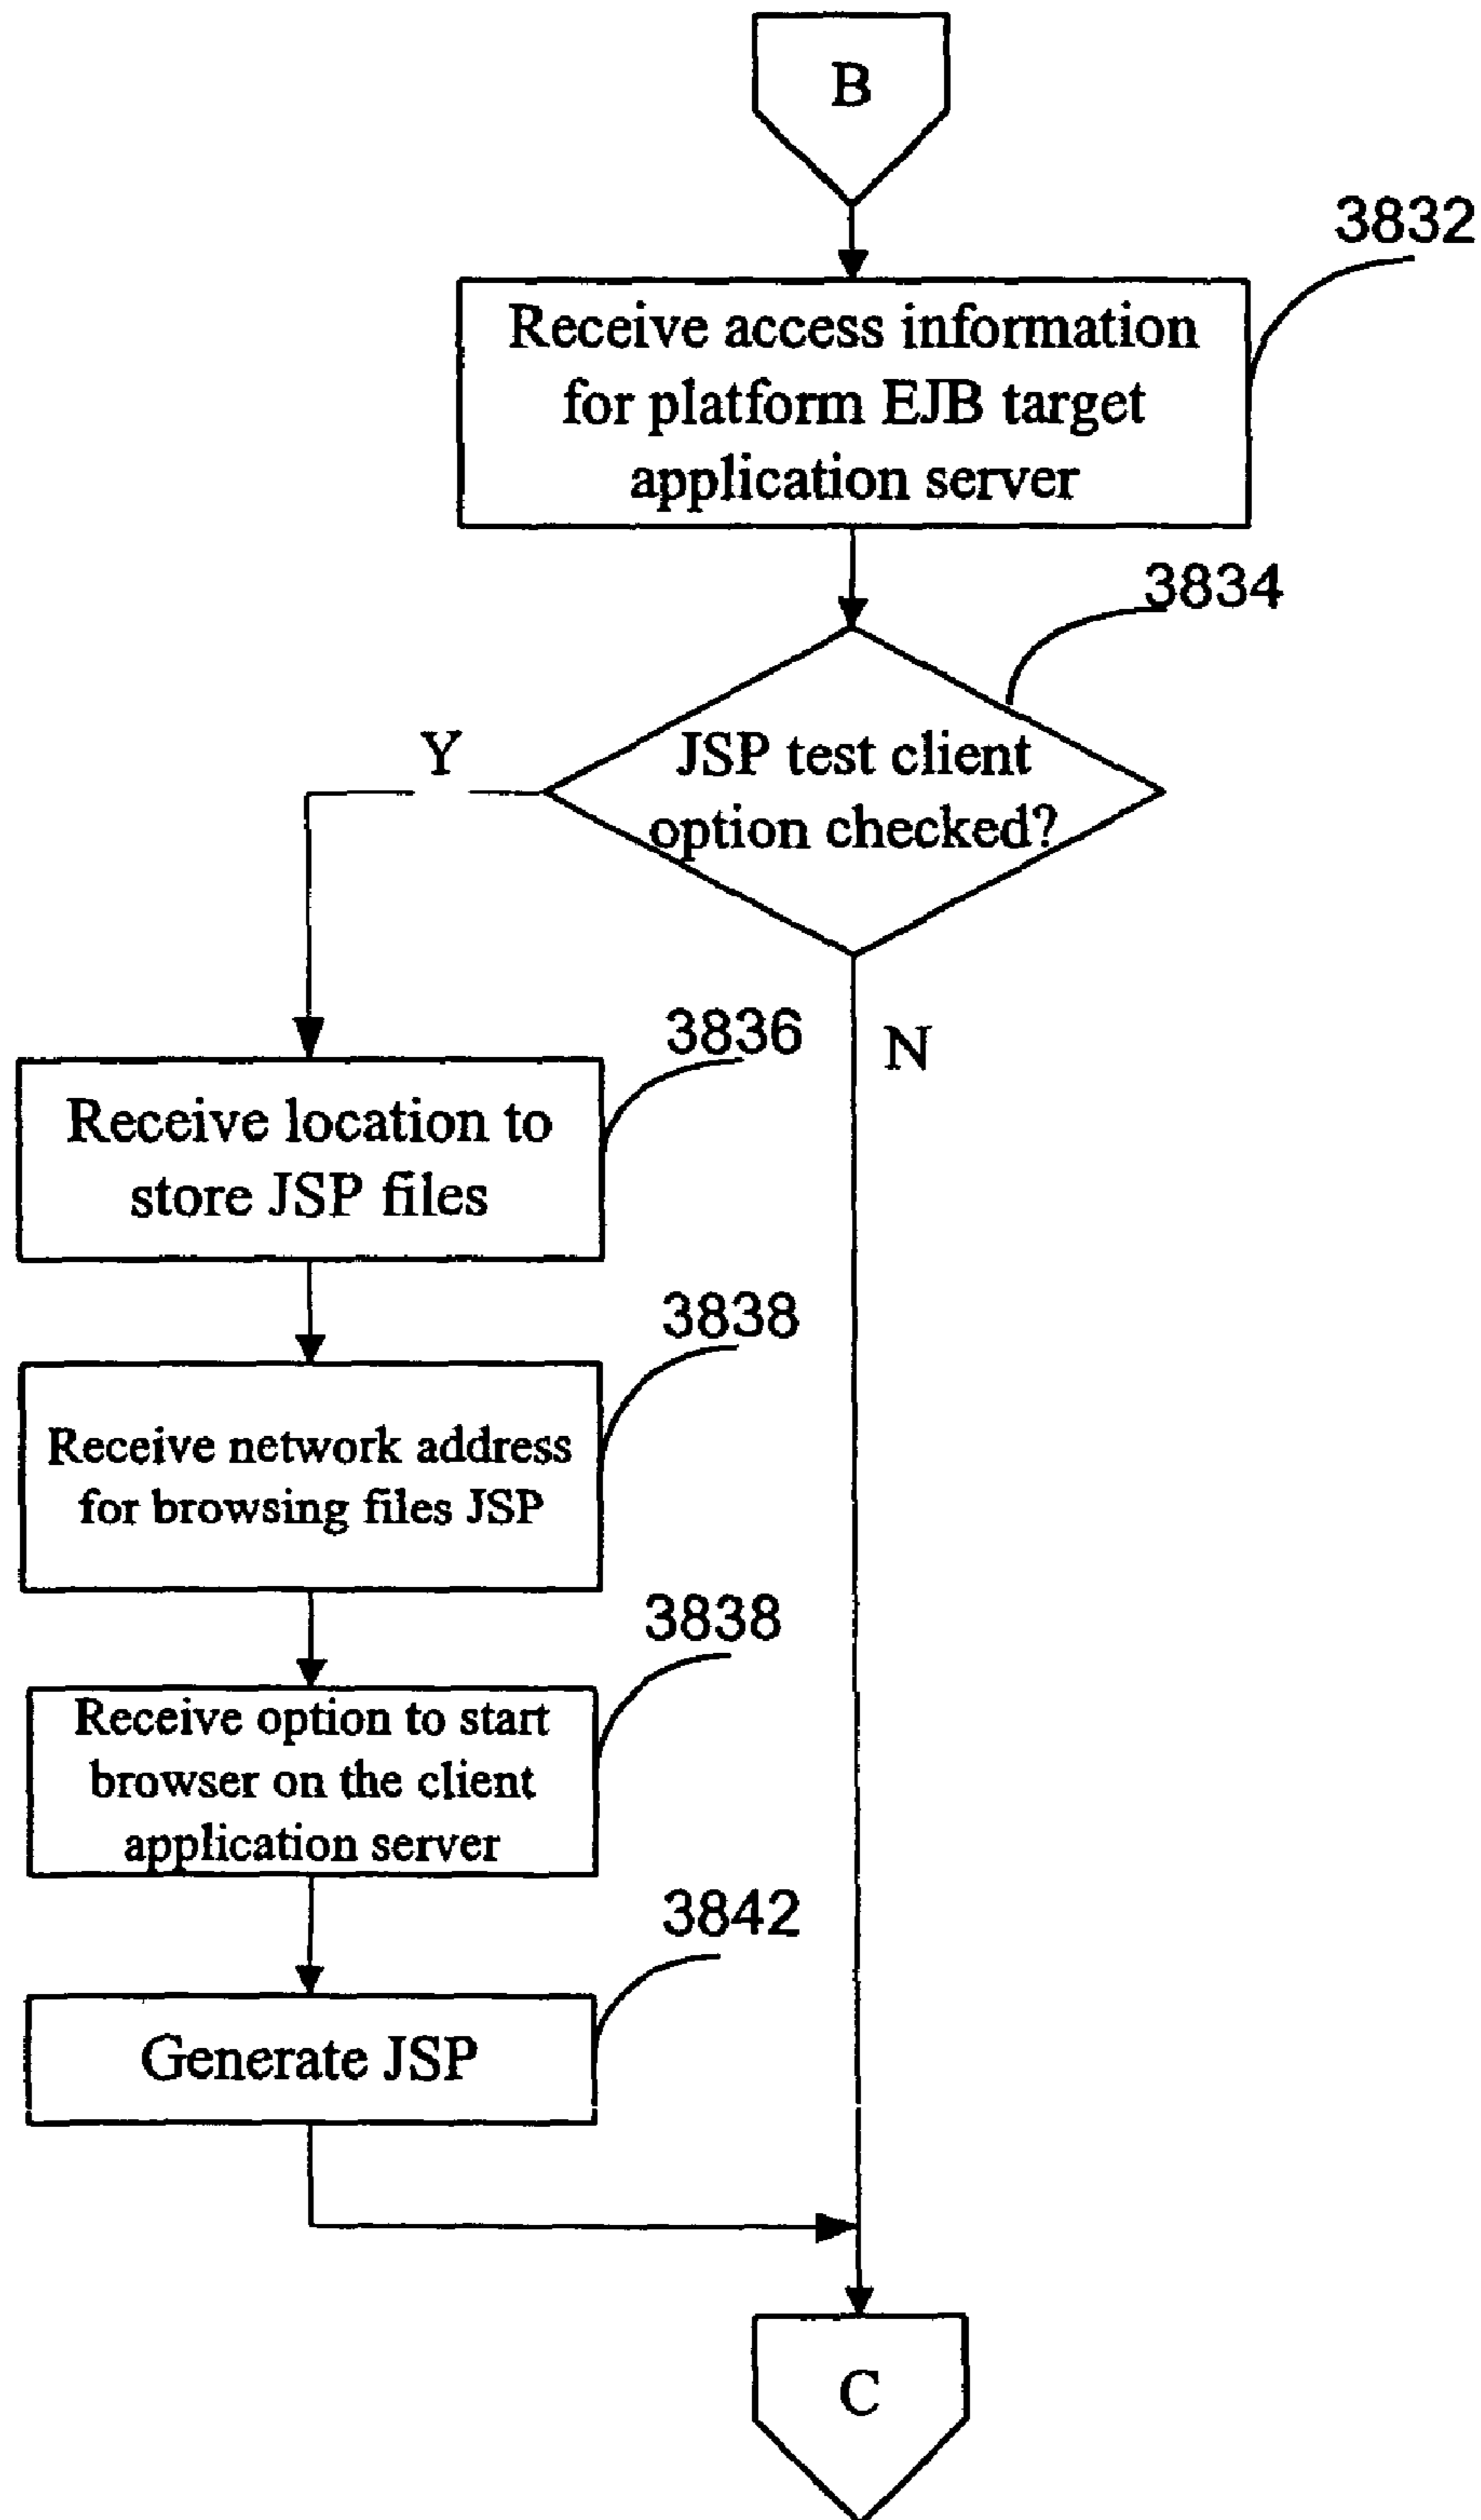 B
3832
Receive access information
for platform EJB target
application server
3834
JSP test client
option checked?
Y
N
3836
Receive location to
store JSP files
3838
Receive network address
for browsing files JSP
3838
Receive option to start
browser on the client
application server
3842
Generate JSP
C